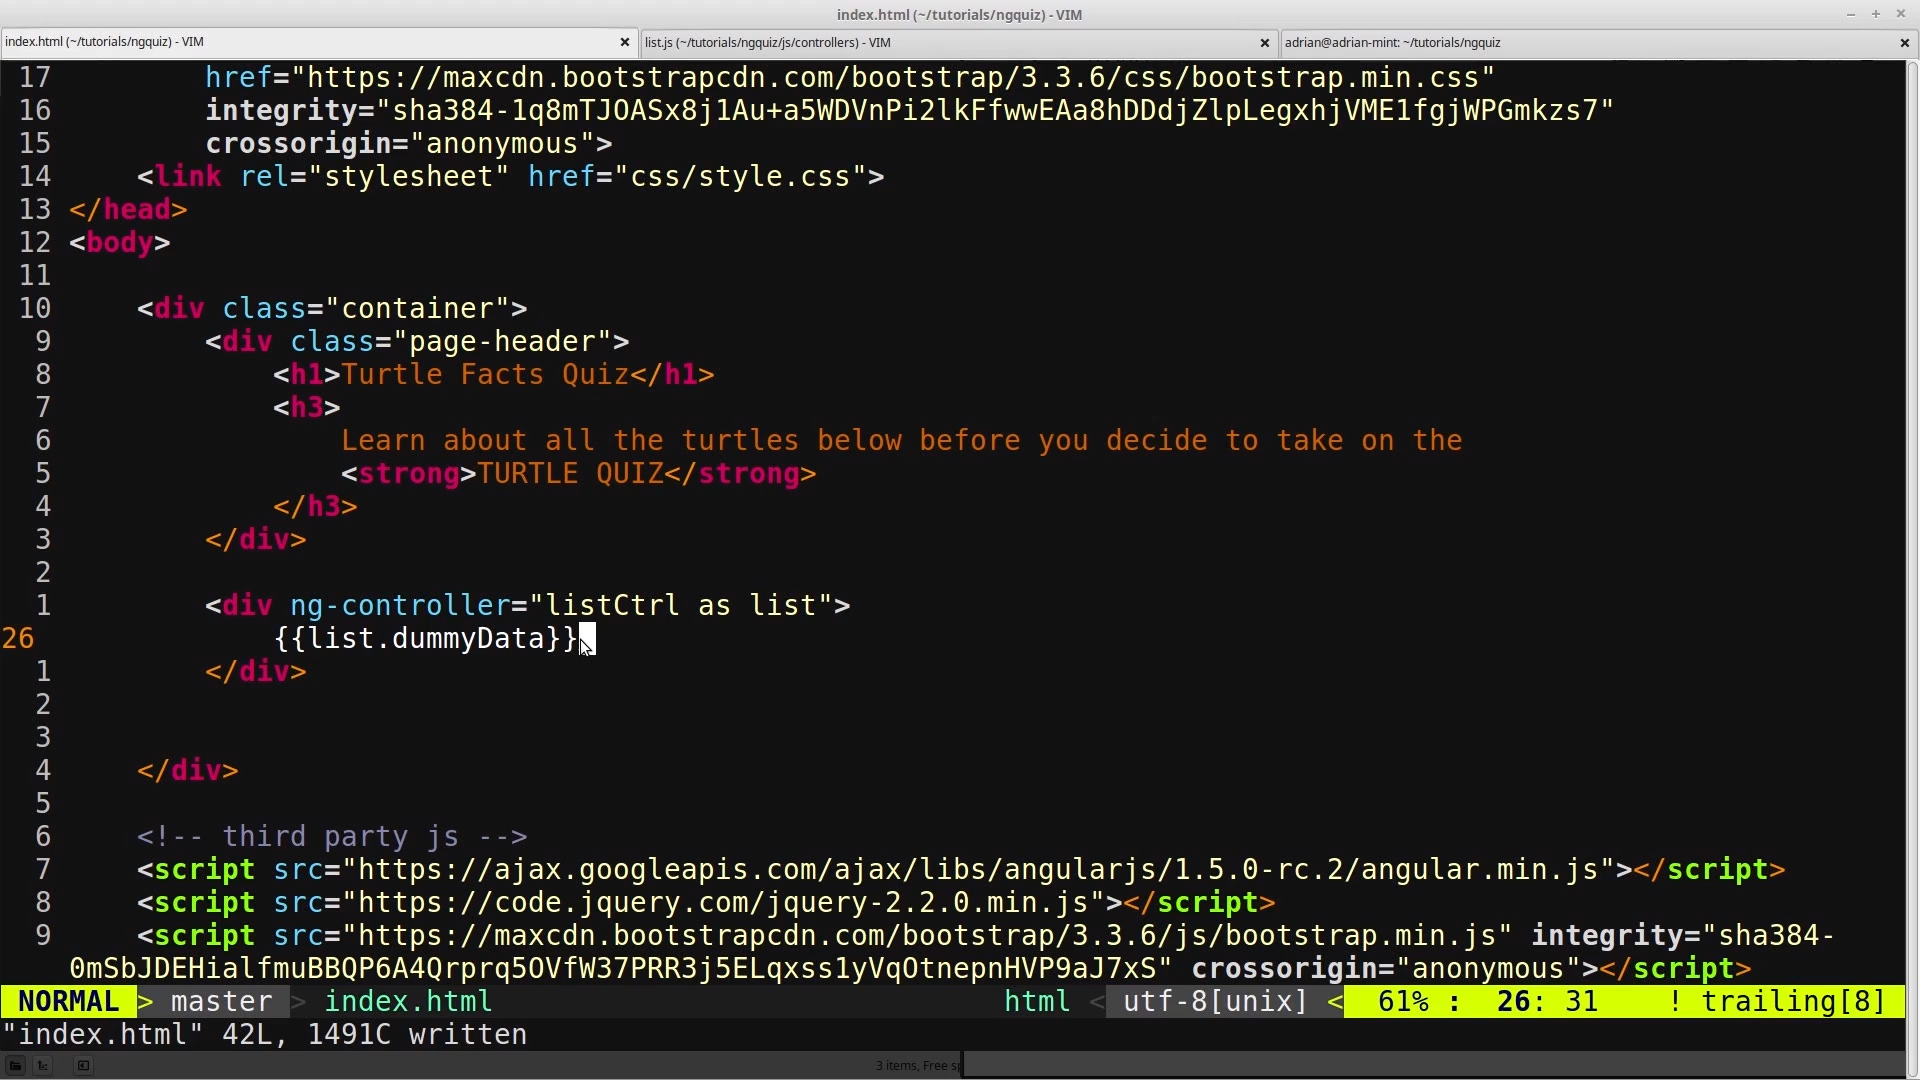 index.html (~/tutorials/ngquiz) - VIM
index.html (~/tutorials/ngquiz) - VIM
list.js (~/tutorials/ngquiz/js/controllers) - VIM
adrian@adrian-mint: ~/tutorials/ngquiz
17 href="https://maxcdn.bootstrapcdn.com/bootstrap/3.3.6/css/bootstrap.min.css"
16 integrity="sha384-1q8mTJOASx8j1Au+a5WDVnPi2lkFfwwEAa8hDDdjZlpLegxhjVME1fgjWPGmkzs7"
15 crossorigin="anonymous">
14 <link rel="stylesheet" href="css/style.css">
13 </head>
12 <body>
11
10 <div class="container">
9 <div class="page-header">
8 <h1>Turtle Facts Quiz</h1>
7 <h3>
6 Learn about all the turtles below before you decide to take on the
5 <strong>TURTLE QUIZ</strong>
4 </h3>
3 </div>
2
1 <div ng-controller="listCtrl as list">
26 {{list.dummyData}}
1 </div>
2
3
4 </div>
5
6 <!-- third party js -->
7 <script src="https://ajax.googleapis.com/ajax/libs/angularjs/1.5.0-rc.2/angular.min.js"></script>
8 <script src="https://code.jquery.com/jquery-2.2.0.min.js"></script>
9 <script src="https://maxcdn.bootstrapcdn.com/bootstrap/3.3.6/js/bootstrap.min.js" integrity="sha384-
0mSbJDEHialfmuBBQP6A4Qrprq5OVfW37PRR3j5ELqxss1yVqOtnepnHVP9aJ7xS" crossorigin="anonymous"></script>
NORMAL > master > index.html html < utf-8[unix] < 61% : 26: 31 ! trailing[8]
"index.html" 42L, 1491C written
3 items, Free